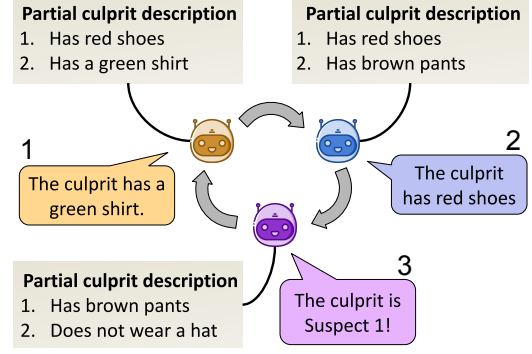 Partial culprit description
1. Has red shoes
2. Has a green shirt
Partial culprit description
1. Has red shoes
2. Has brown pants
1
The culprit has a
green shirt.
2
The culprit
has red shoes
Partial culprit description
1. Has brown pants
2. Does not wear a hat
3
The culprit is
Suspect 1!